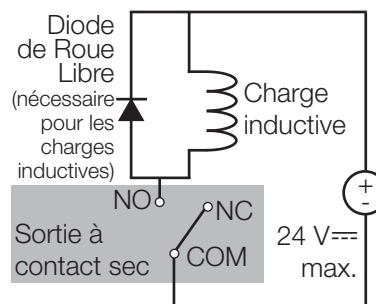 Diode
de Roue
Libre
(nécessaire
pour les
charges
inductives)
Charge
inductive
NO
NC
Sortie à
contact sec
COM
+
-
24 V⎓
max.